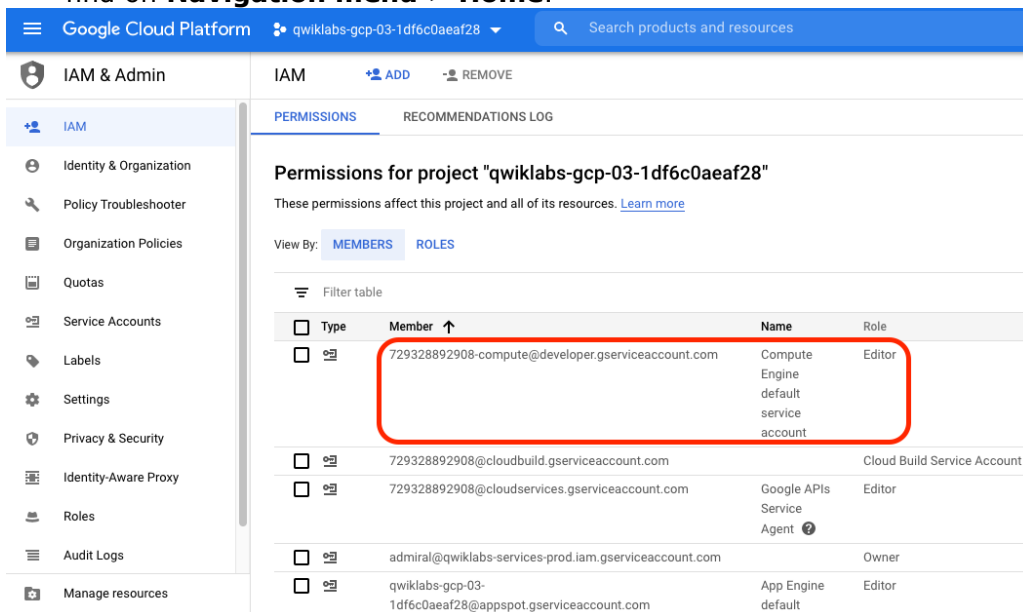 find on Navigation menu > Home.
Google Cloud Platform qwiklabs-gcp-03-1df6c0aeaf28 Search products and resources
IAM & Admin
IAM ADD REMOVE
IAM
Identity & Organization
Policy Troubleshooter
Organization Policies
Quotas
Service Accounts
Labels
Settings
Privacy & Security
Identity-Aware Proxy
Roles
Audit Logs
Manage resources
PERMISSIONS RECOMMENDATIONS LOG
Permissions for project "qwiklabs-gcp-03-1df6c0aeaf28"
These permissions affect this project and all of its resources. Learn more
View By: MEMBERS ROLES
Filter table
Type Member Name Role
729328892908-compute@developer.gserviceaccount.com Compute Editor
Engine
default
service
account
729328892908@cloudbuild.gserviceaccount.com Cloud Build Service Account
729328892908@cloudservices.gserviceaccount.com Google APIs Editor
Service
Agent
admiral@qwiklabs-services-prod.iam.gserviceaccount.com Owner
qwiklabs-gcp-03- App Engine Editor
1df6c0aeaf28@appspot.gserviceaccount.com default